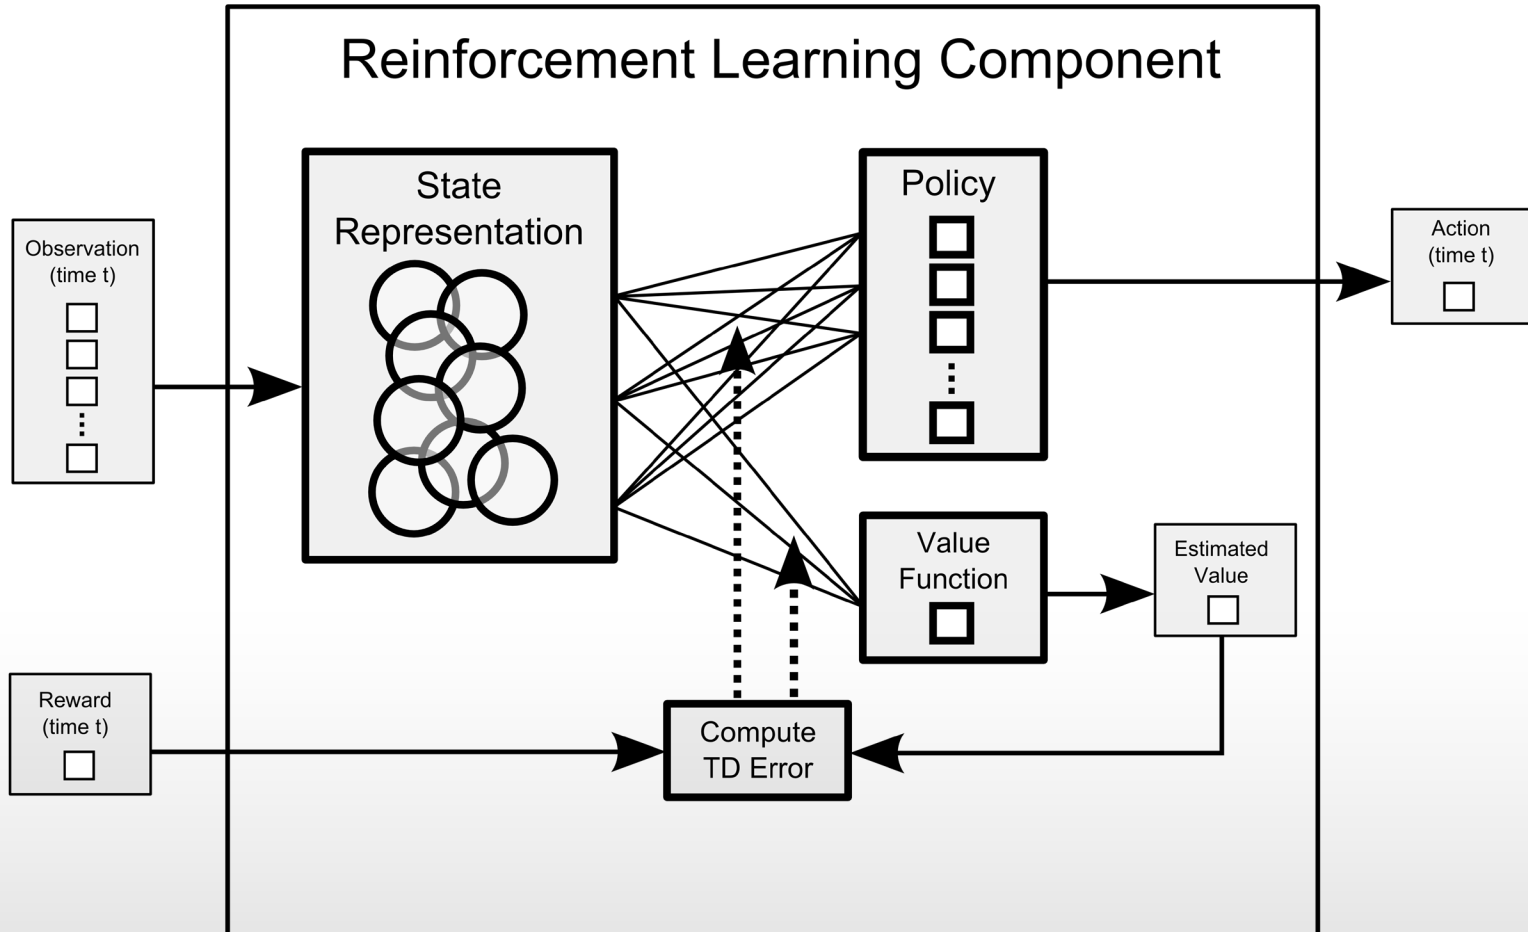 Reinforcement Learning Component
State
Representation
Policy
Observation
(time t)
Action
(time t)
Value
Function
Estimated
Value
Reward
(time t)
Compute
TD Error